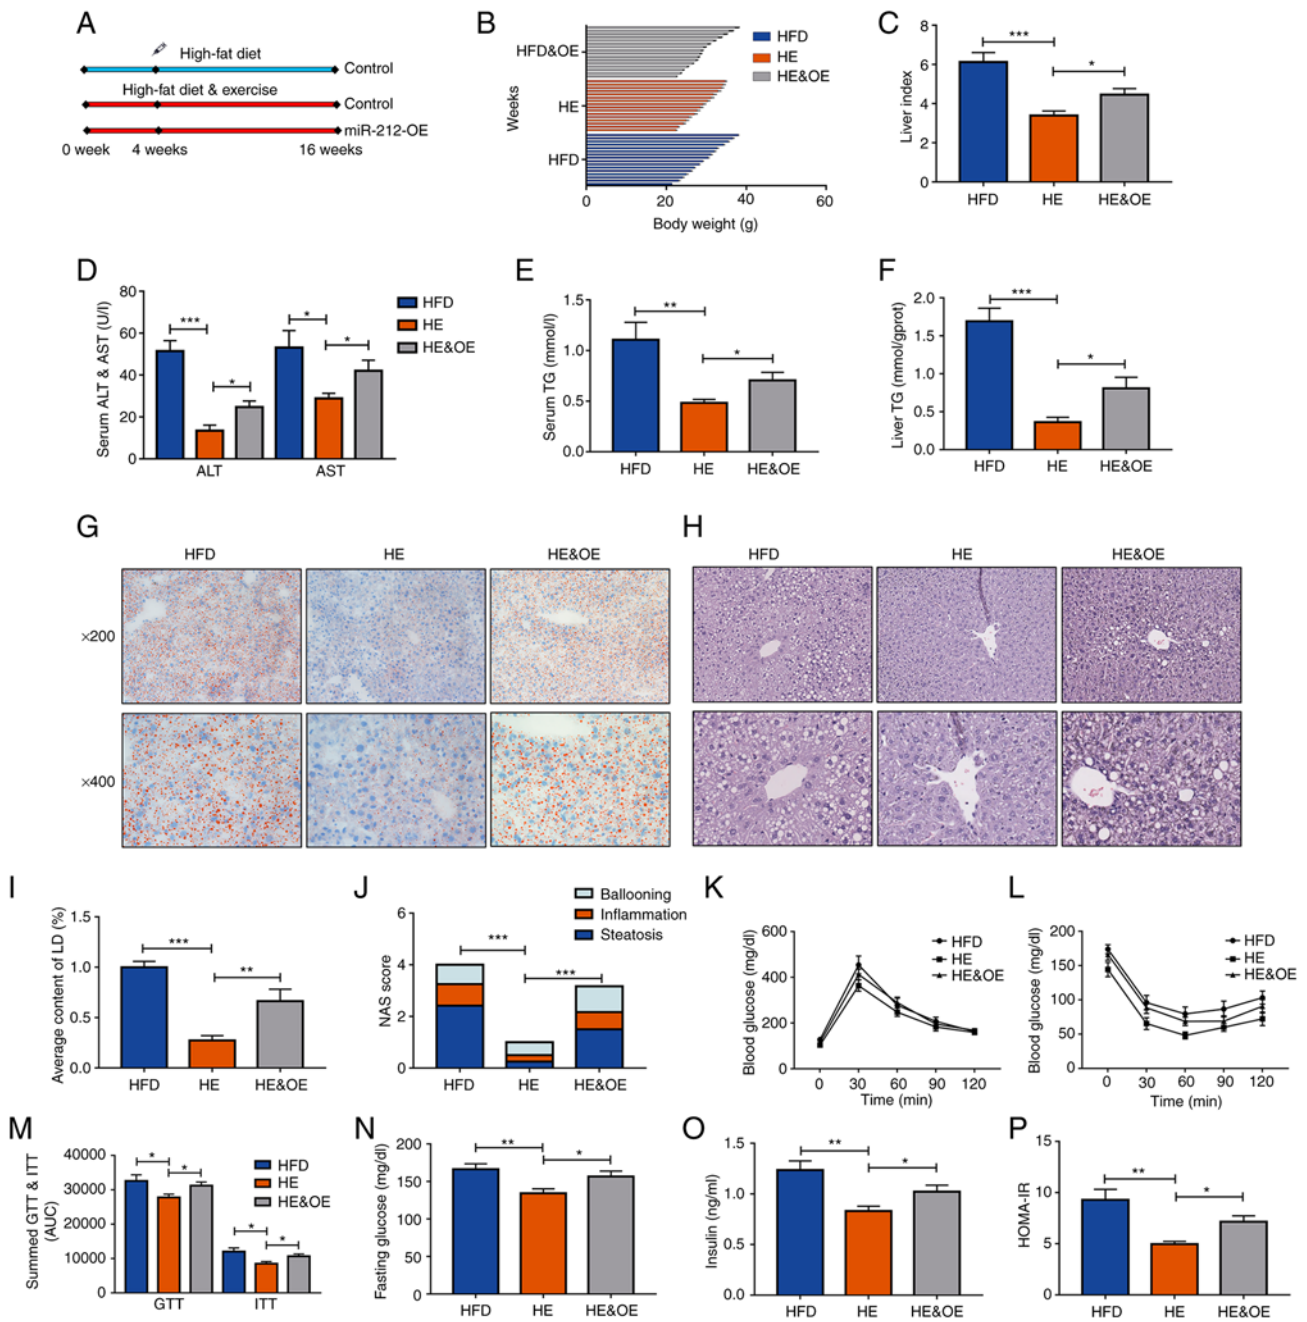 A
High-fat diet
Control
High-fat diet & exercise
Control
miR-212-OE
0 week 4 weeks 16 weeks
B
Weeks
HFD&OE
HE
HFD
0 20 40 60
Body weight (g)
HFD
HE
HE&OE
C
Liver index
8
6
4
2
0
***
*
HFD HE HE&OE
D
Serum ALT & AST (U/l)
80
60
40
20
0
***
*
*
*
ALT AST
HFD
HE
HE&OE
E
Serum TG (mmol/l)
1.5
1.0
0.5
0.0
**
*
HFD HE HE&OE
F
Liver TG (mmol/gprot)
2.0
1.5
1.0
0.5
0.0
***
*
HFD HE HE&OE
G
HFD HE HE&OE
×200
×400
H
HFD HE HE&OE
I
Average content of LD (%)
1.5
1.0
0.5
0.0
***
**
HFD HE HE&OE
J
Ballooning
Inflammation
Steatosis
NAS score
6
4
2
0
***
***
HFD HE HE&OE
K
Blood glucose (mg/dl)
600
400
200
0
HFD
HE
HE&OE
0 30 60 90 120
Time (min)
L
Blood glucose (mg/dl)
200
150
100
50
0
HFD
HE
HE&OE
0 30 60 90 120
Time (min)
M
Summed GTT & ITT
(AUC)
40000
30000
20000
10000
0
*
*
*
*
HFD
HE
HE&OE
GTT ITT
N
Fasting glucose (mg/dl)
200
150
100
50
0
**
*
HFD HE HE&OE
O
Insulin (ng/ml)
1.5
1.0
0.5
0.0
**
*
HFD HE HE&OE
P
HOMA-IR
15
10
5
0
**
*
HFD HE HE&OE